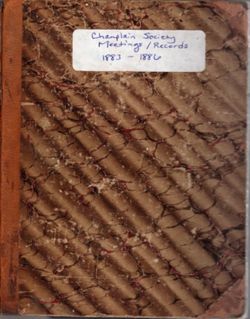 Champlain Society
Meetings / Records
1883 - 1886